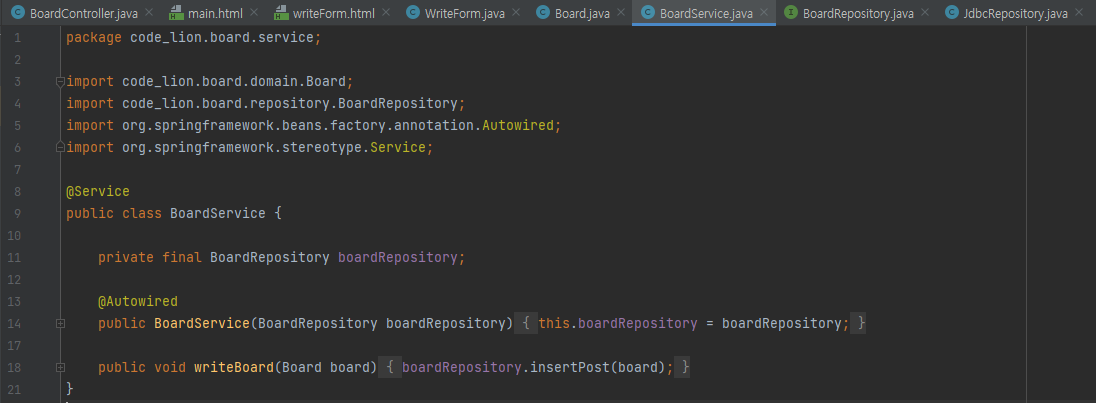 BoardController.java main.html writeForm.html WriteForm.java Board.java BoardService.java BoardRepository.java JdbcRepository.java
1 package code_lion.board.service;
2
3 import code_lion.board.domain.Board;
4 import code_lion.board.repository.BoardRepository;
5 import org.springframework.beans.factory.annotation.Autowired;
6 import org.springframework.stereotype.Service;
7
8 @Service
9 public class BoardService {
10
11 private final BoardRepository boardRepository;
12
13 @Autowired
14 public BoardService(BoardRepository boardRepository) { this.boardRepository = boardRepository; }
17
18 public void writeBoard(Board board) { boardRepository.insertPost(board); }
21 }